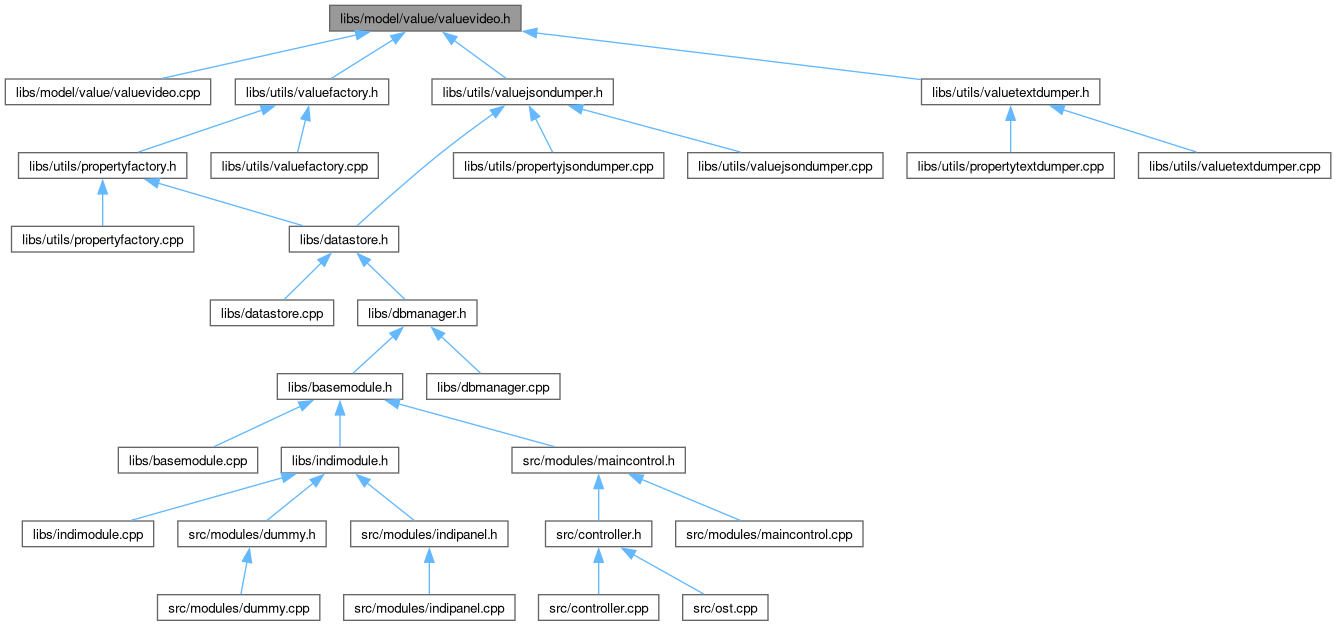 libs/model/value/valuevideo.h
libs/model/value/valuevideo.cpp
libs/utils/valuefactory.h
libs/utils/valuejsondumper.h
libs/utils/valuetextdumper.h
libs/utils/propertyfactory.h
libs/utils/valuefactory.cpp
libs/utils/propertyjsondumper.cpp
libs/utils/valuejsondumper.cpp
libs/utils/propertytextdumper.cpp
libs/utils/valuetextdumper.cpp
libs/utils/propertyfactory.cpp
libs/datastore.h
libs/datastore.cpp
libs/dbmanager.h
libs/basemodule.h
libs/dbmanager.cpp
libs/basemodule.cpp
libs/indimodule.h
src/modules/maincontrol.h
libs/indimodule.cpp
src/modules/dummy.h
src/modules/indipanel.h
src/controller.h
src/modules/maincontrol.cpp
src/modules/dummy.cpp
src/modules/indipanel.cpp
src/controller.cpp
src/ost.cpp